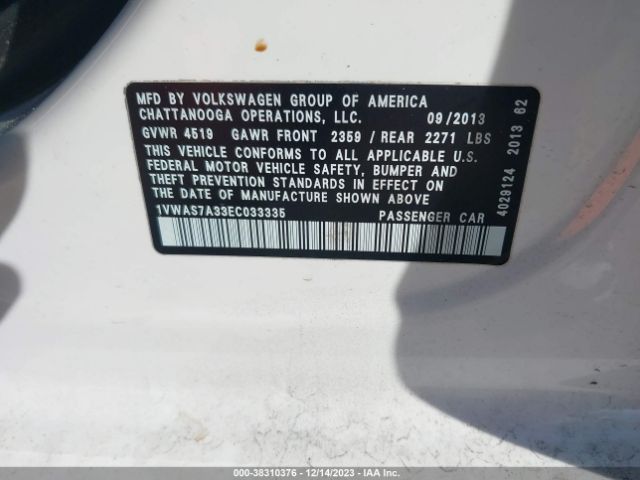 MFD BY VOLKSWAGEN GROUP OF AMERICA
CHATTANOOGA OPERATIONS, LLC. 09/2013
GVWR 4519 GAWR FRONT 2359 / REAR 2271 LBS
THIS VEHICLE CONFORMS TO ALL APPLICABLE U.S.
FEDERAL MOTOR VEHICLE SAFETY, BUMPER AND
THEFT PREVENTION STANDARDS IN EFFECT ON
THE DATE OF MANUFACTURE SHOWN ABOVE
1VWAS7A33EC033335 PASSENGER CAR
4029124 2013 62
000-38310376 - 12/14/2023 - IAA Inc.